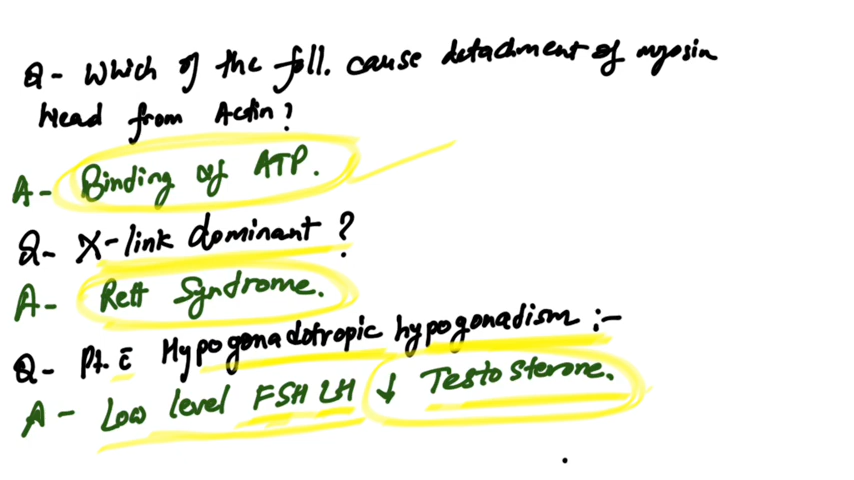 Q- Which of the foll. cause detachment of myosin
Head from Actin?
A- Binding of ATP.
Q- X-link dominant?
A- Rett Syndrome.
Q- Pt. c̄ Hypogonadotropic hypogonadism :-
A- Low level FSH LH ↓ Testosterone.